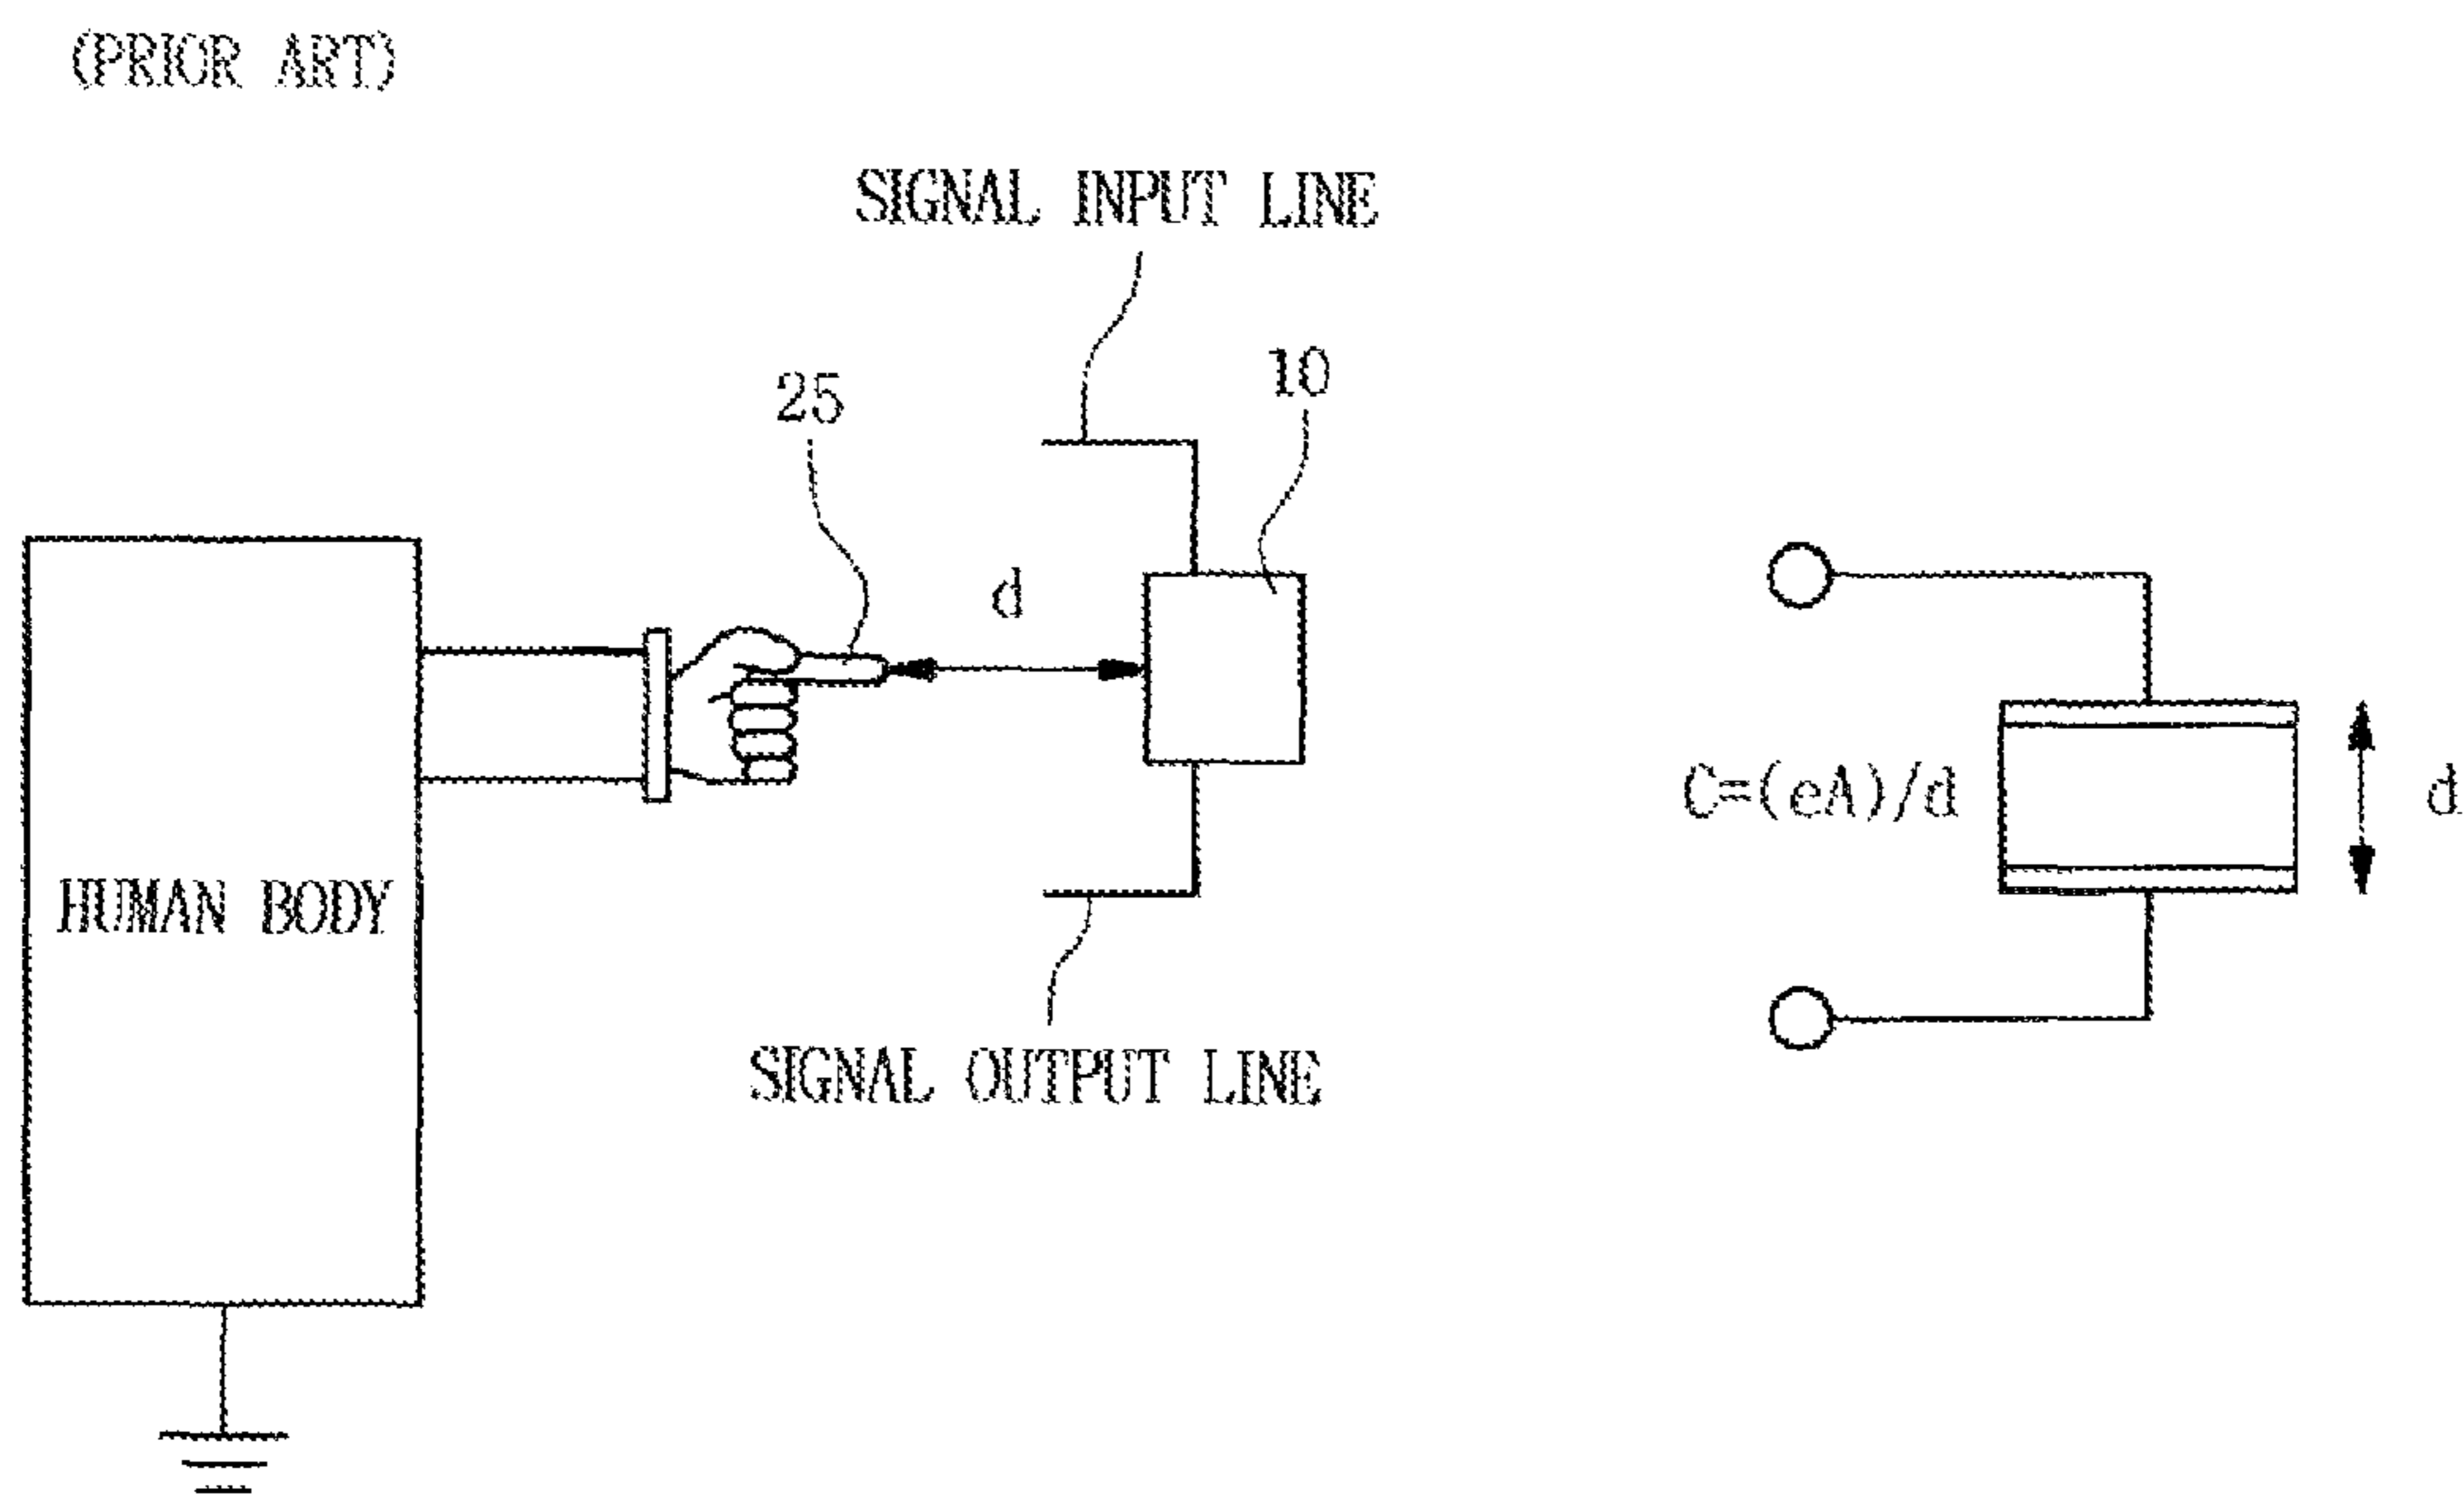 (PRIOR ART)
SIGNAL INPUT LINE
10
25
d
C=(eA)/d
d
HUMAN BODY
SIGNAL OUTPUT LINE